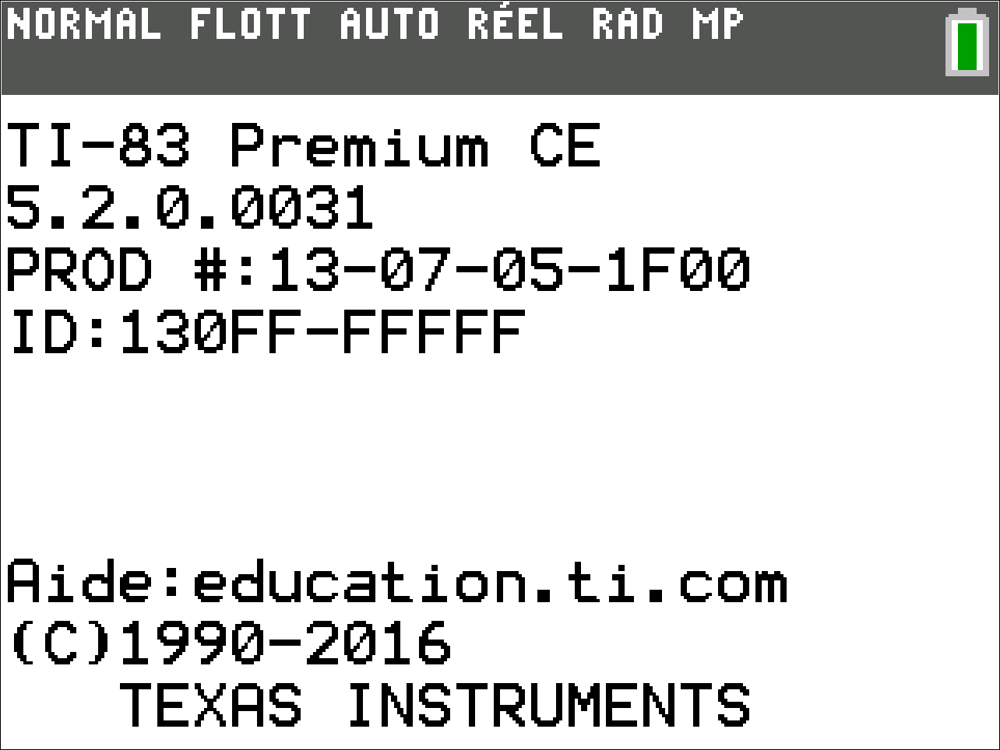 NORMAL FLOTT AUTO RÉEL RAD MP
TI-83 Premium CE
5.2.0.0031
PROD #:13-07-05-1F00
ID:130FF-FFFFF
Aide:education.ti.com
(C)1990-2016
TEXAS INSTRUMENTS